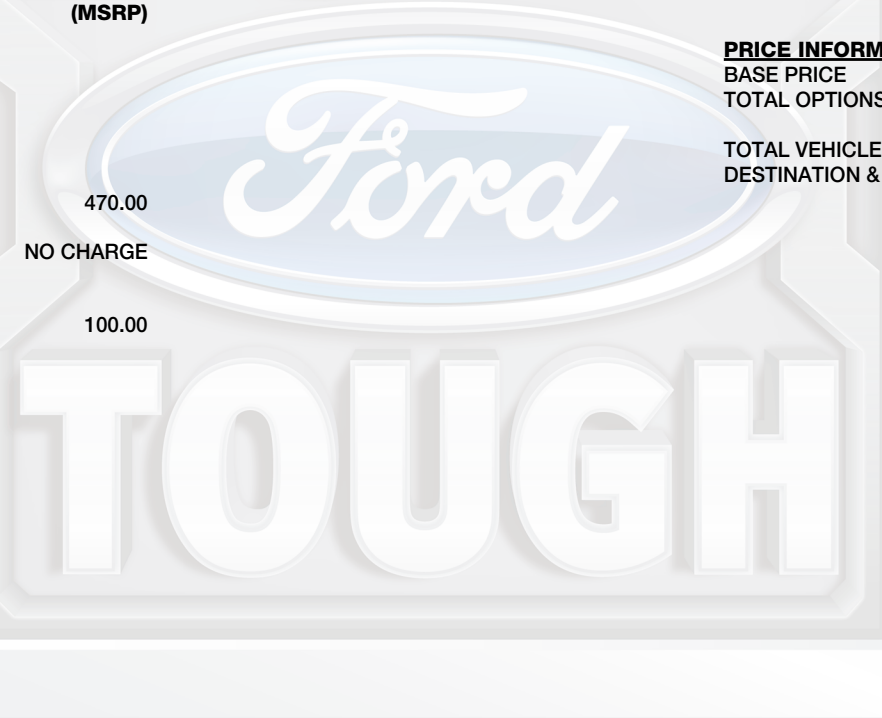 (MSRP)
470.00
NO CHARGE
100.00
PRICE INFORM
BASE PRICE
TOTAL OPTIONS
TOTAL VEHICLE
DESTINATION &
Ford
TOUGH